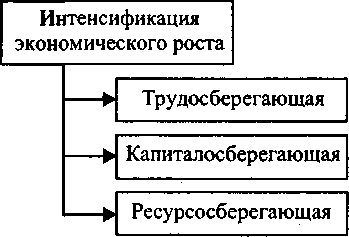 Интенсификация
экономического роста
Трудосберегающая
Капиталосберегающая
Ресурсосберегающая